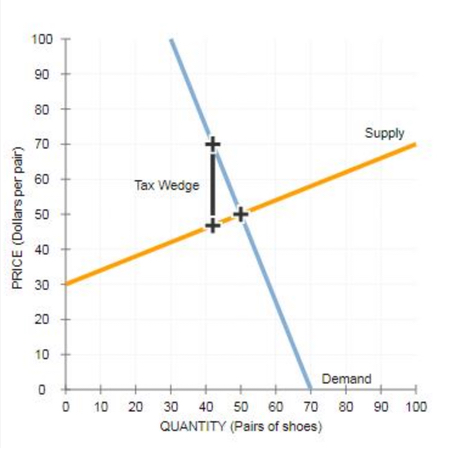 100
90
80
70
60
50
40
30
20
10
0
PRICE (Dollars per pair)
Supply
Tax Wedge
Demand
0 10 20 30 40 50 60 70 80 90 100
QUANTITY (Pairs of shoes)